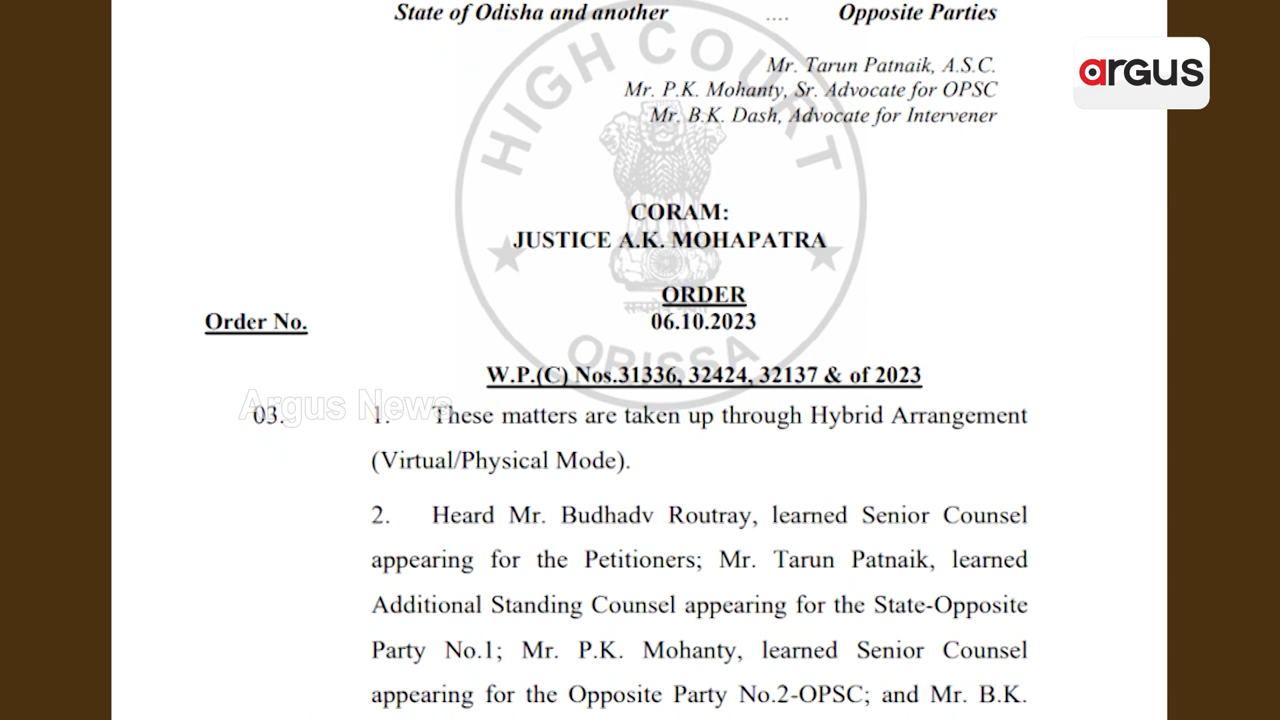 State of Odisha and another .... Opposite Parties
argus
Mr. Tarun Patnaik, A.S.C.
Mr. P.K. Mohanty, Sr. Advocate for OPSC
Mr. B.K. Dash, Advocate for Intervener
HIGH COURT
CORAM:
JUSTICE A.K. MOHAPATRA
ORDER
सत्यमेव जयते
Order No. 06.10.2023
ORISSA
W.P.(C) Nos.31336, 32424, 32137 & of 2023
Argus News
03. 1. These matters are taken up through Hybrid Arrangement
(Virtual/Physical Mode).
2. Heard Mr. Budhadv Routray, learned Senior Counsel
appearing for the Petitioners; Mr. Tarun Patnaik, learned
Additional Standing Counsel appearing for the State-Opposite
Party No.1; Mr. P.K. Mohanty, learned Senior Counsel
appearing for the Opposite Party No.2-OPSC; and Mr. B.K.